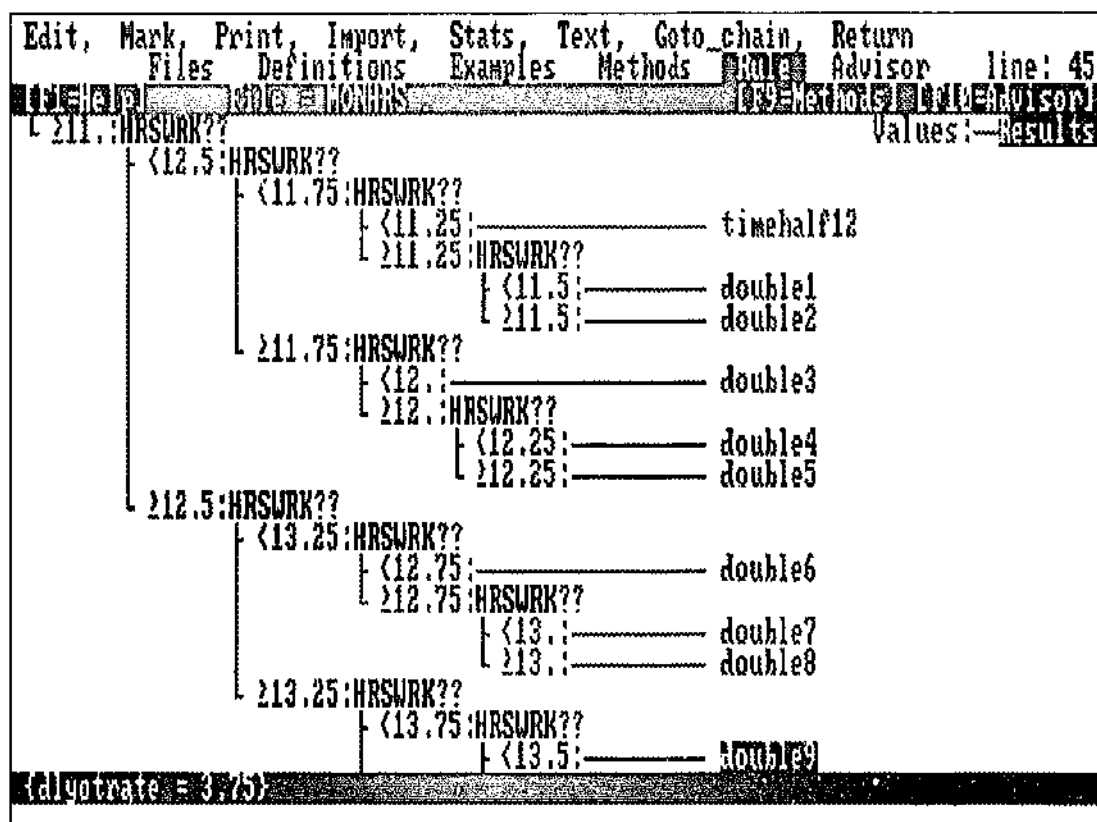 Edit, Mark, Print, Import, Stats, Text, Goto_chain, Return
Files Definitions Examples Methods Rule Advisor line: 45
[F1=Help] File = MONHRS [F9=Methods] [F10=Advisor]
≥11.:HRSWRK?? Values:—Results
<12.5:HRSWRK??
<11.75:HRSWRK??
<11.25: timehalf12
≥11.25:HRSWRK??
<11.5: double1
≥11.5: double2
≥11.75:HRSWRK??
<12.: double3
≥12.:HRSWRK??
<12.25: double4
≥12.25: double5
≥12.5:HRSWRK??
<13.25:HRSWRK??
<12.75: double6
≥12.75:HRSWRK??
<13.: double7
≥13.: double8
≥13.25:HRSWRK??
<13.75:HRSWRK??
<13.5: double9
{dlyotrate = 3.75}